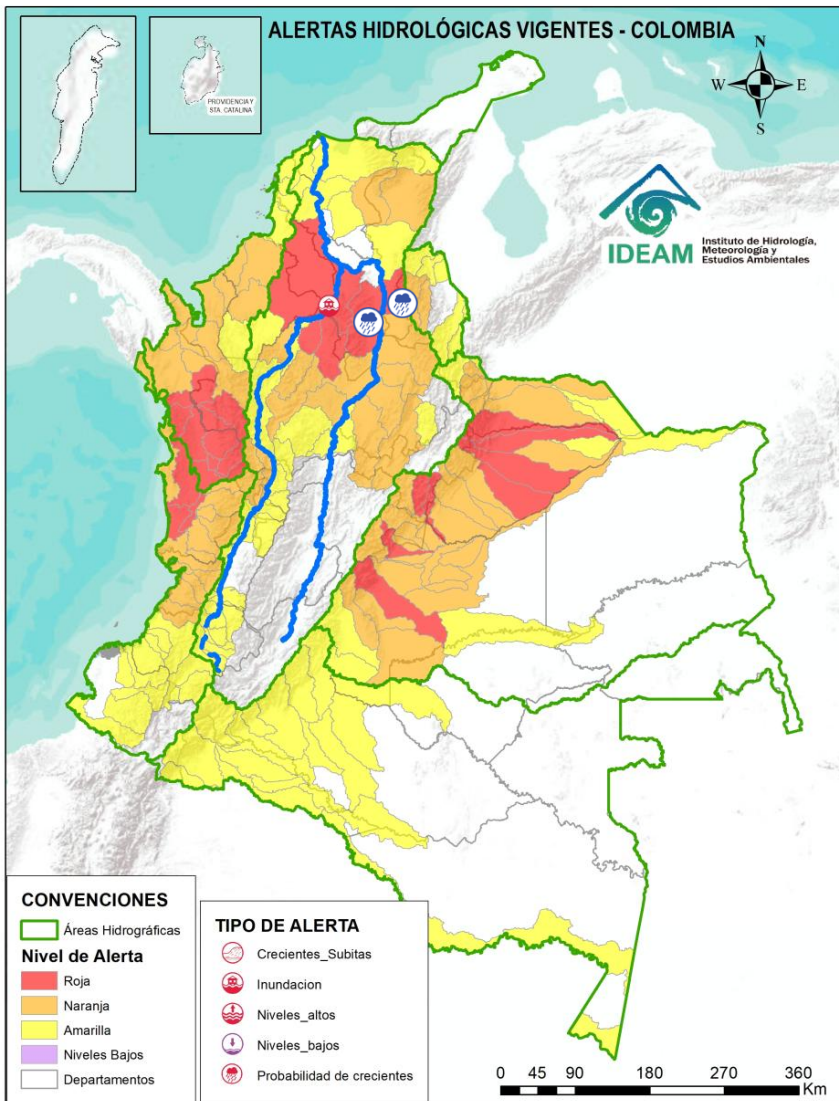 ALERTAS HIDROLÓGICAS VIGENTES - COLOMBIA
PROVIDENCIA Y
STA. CATALINA
N
W
E
S
IDEAM
Instituto de Hidrología,
Meteorología y
Estudios Ambientales
CONVENCIONES
Áreas Hidrográficas
Nivel de Alerta
Roja
Naranja
Amarilla
Niveles Bajos
Departamentos
TIPO DE ALERTA
Crecientes_Subitas
Inundacion
Niveles_altos
Niveles_bajos
Probabilidad de crecientes
0 45 90 180 270 360
Km